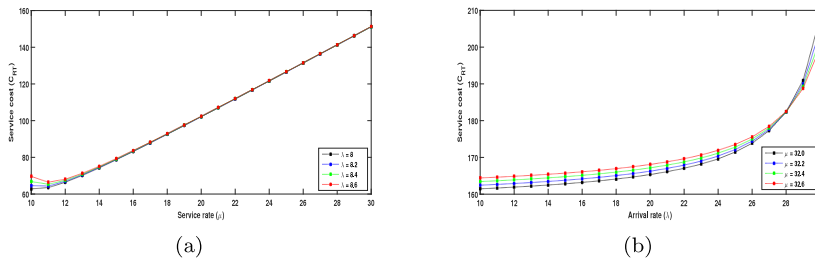 160
140
120
100
80
60
Service cost (C_RT)
10 12 14 16 18 20 22 24 26 28 30
Service rate (μ)
λ = 8
λ = 8.2
λ = 8.4
λ = 8.6
(a)
210
200
190
180
170
160
Service cost (C_RT)
10 12 14 16 18 20 22 24 26 28
Arrival rate (λ)
μ = 32.0
μ = 32.2
μ = 32.4
μ = 32.6
(b)